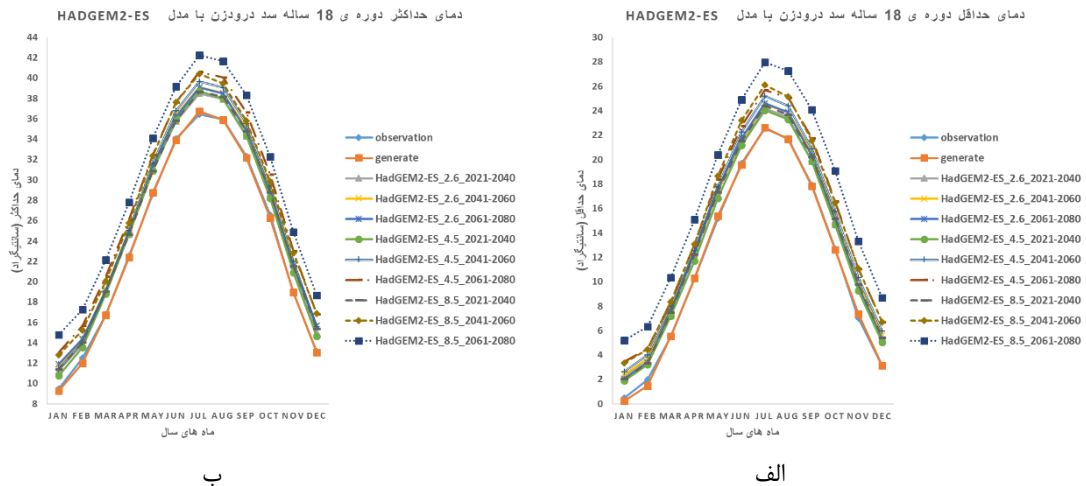 دمای حداقل دوره ی 18 ساله سد درودزن با مدل HADGEM2-ES
دمای حداقل (سانتیگراد)
30
28
26
24
22
20
18
16
14
12
10
8
6
4
2
0
JAN FEB MAR APR MAY JUN JUL AUG SEP OCT NOV DEC
ماه های سال
observation
generate
HadGEM2-ES_2.6_2021-2040
HadGEM2-ES_2.6_2041-2060
HadGEM2-ES_2.6_2061-2080
HadGEM2-ES_4.5_2021-2040
HadGEM2-ES_4.5_2041-2060
HadGEM2-ES_4.5_2061-2080
HadGEM2-ES_8.5_2021-2040
HadGEM2-ES_8.5_2041-2060
HadGEM2-ES_8.5_2061-2080
الف
دمای حداکثر دوره ی 18 ساله سد درودزن با مدل HADGEM2-ES
دمای حداکثر (سانتیگراد)
44
42
40
38
36
34
32
30
28
26
24
22
20
18
16
14
12
10
8
JAN FEB MAR APR MAY JUN JUL AUG SEP OCT NOV DEC
ماه های سال
observation
generate
HadGEM2-ES_2.6_2021-2040
HadGEM2-ES_2.6_2041-2060
HadGEM2-ES_2.6_2061-2080
HadGEM2-ES_4.5_2021-2040
HadGEM2-ES_4.5_2041-2060
HadGEM2-ES_4.5_2061-2080
HadGEM2-ES_8.5_2021-2040
HadGEM2-ES_8.5_2041-2060
HadGEM2-ES_8.5_2061-2080
ب